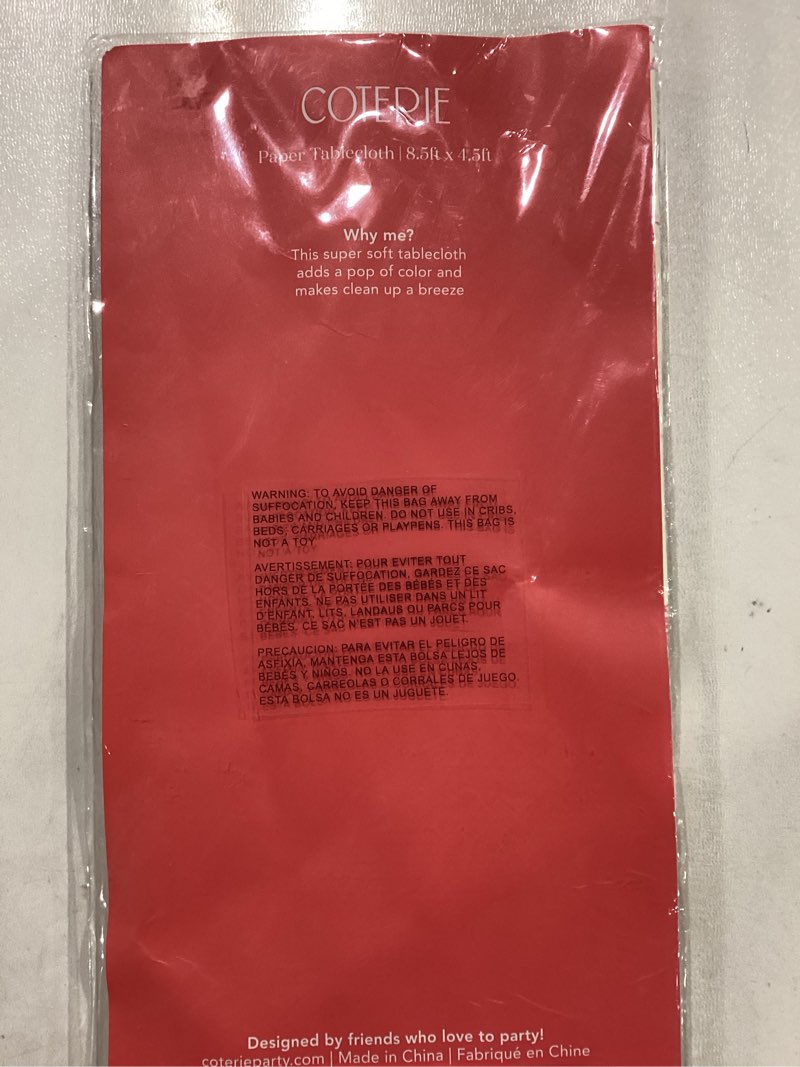 COTERIE
Paper Tablecloth | 8.5ft x 4.5ft
Why me?
This super soft tablecloth
adds a pop of color and
makes clean up a breeze
WARNING: TO AVOID DANGER OF
SUFFOCATION, KEEP THIS BAG AWAY FROM
BABIES AND CHILDREN. DO NOT USE IN CRIBS,
BEDS, CARRIAGES OR PLAYPENS. THIS BAG IS
NOT A TOY
AVERTISSEMENT: POUR EVITER TOUT
DANGER DE SUFFOCATION, GARDEZ CE SAC
HORS DE LA PORTÉE DES BÉBÉS ET DES
ENFANTS. NE PAS UTILISER DANS UN LIT
D'ENFANT, LITS, LANDAUS OU PARCS POUR
BÉBÉS. CE SAC N'EST PAS UN JOUET.
PRECAUCION: PARA EVITAR EL PELIGRO DE
ASFIXIA, MANTENGA ESTA BOLSA LEJOS DE
BEBÉS Y NIÑOS. NO LA USE EN CUNAS,
CAMAS, CARREOLAS O CORRALES DE JUEGO.
ESTA BOLSA NO ES UN JUGUETE.
Designed by friends who love to party!
coterieparty.com | Made in China | Fabriqué en Chine